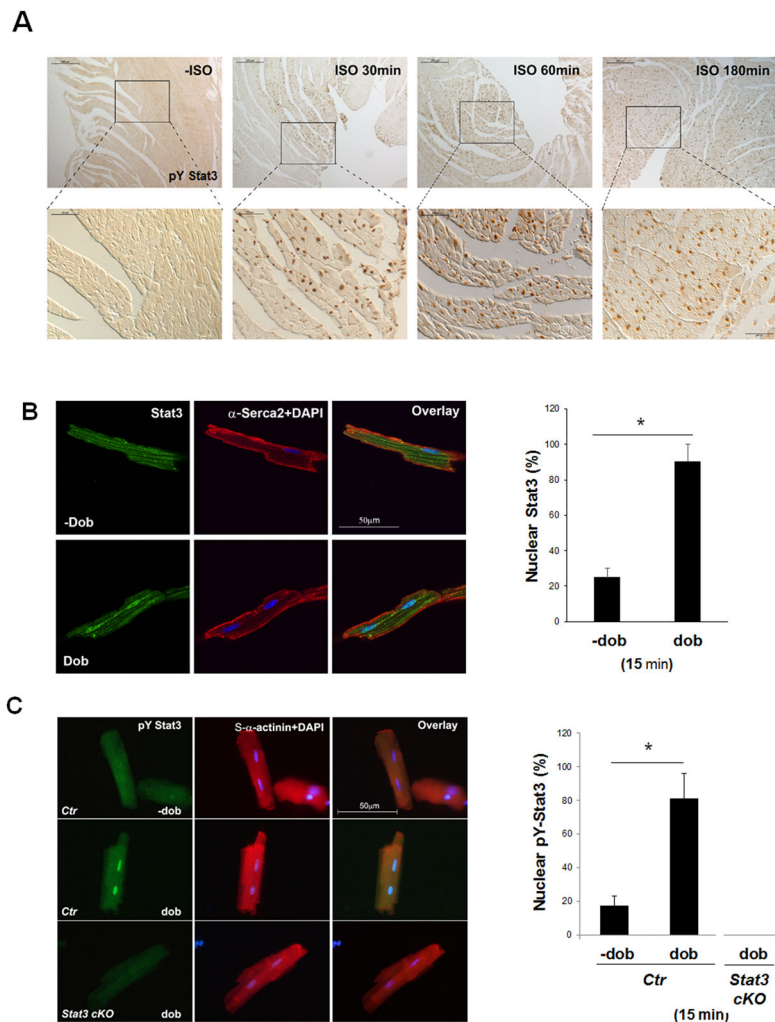 A
-ISO
ISO 30min
ISO 60min
ISO 180min
pY Stat3
B
Stat3
α-Serca2+DAPI
Overlay
-Dob
50μm
Dob
Nuclear Stat3 (%)
120
100
80
60
40
20
0
*
-dob
dob
(15 min)
C
pY Stat3
S-α-actinin+DAPI
Overlay
Ctr
-dob
50μm
Ctr
dob
Stat3 cKO
dob
Nuclear pY-Stat3 (%)
120
100
80
60
40
20
0
*
-dob
dob
dob
Ctr
Stat3
cKO
(15 min)